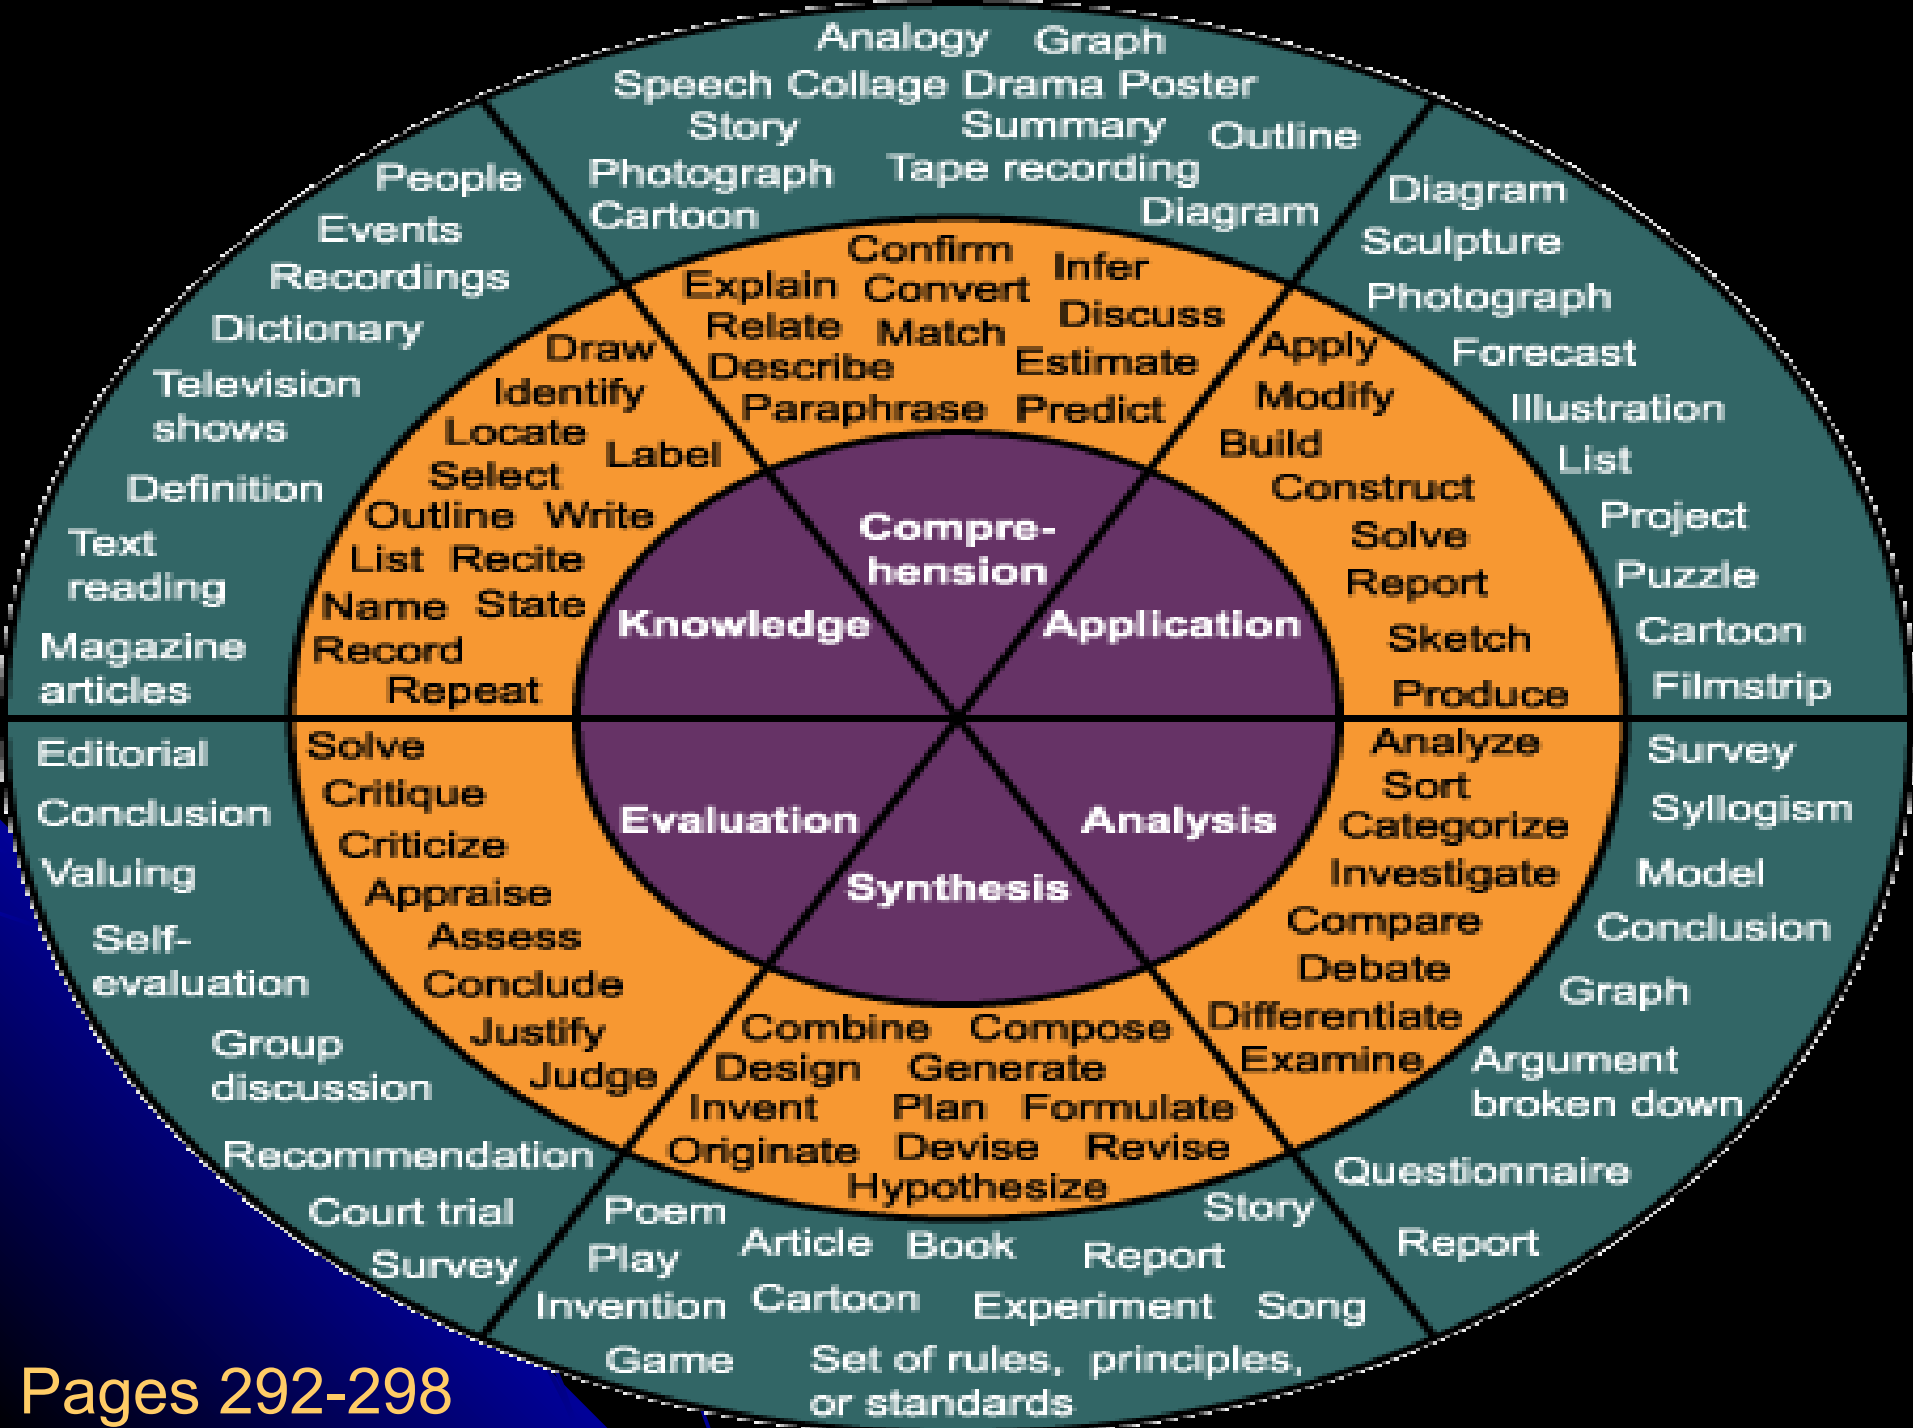 Analogy Graph
Speech Collage Drama Poster
Story Summary Outline
Photograph Tape recording
Cartoon Diagram
Confirm Infer
Explain Convert
Relate Match Discuss
Describe Estimate
Paraphrase Predict
Compre-
hension
Diagram
Sculpture
Photograph
Forecast
Illustration
List
Project
Puzzle
Cartoon
Filmstrip
Apply
Modify
Build
Construct
Solve
Report
Sketch
Produce
Application
Survey
Syllogism
Model
Conclusion
Graph
Argument
broken down
Questionnaire
Report
Analyze
Sort
Categorize
Investigate
Compare
Debate
Differentiate
Examine
Analysis
Synthesis
Combine Compose
Design Generate
Invent Plan Formulate
Originate Devise Revise
Hypothesize
Poem Story
Play Article Book Report
Invention Cartoon Experiment Song
Game Set of rules, principles,
or standards
Evaluation
Solve
Critique
Criticize
Appraise
Assess
Conclude
Justify
Judge
Editorial
Conclusion
Valuing
Self-
evaluation
Group
discussion
Recommendation
Court trial
Survey
Knowledge
Draw
Identify
Locate Label
Select
Outline Write
List Recite
Name State
Record
Repeat
People
Events
Recordings
Dictionary
Television
shows
Definition
Text
reading
Magazine
articles
Pages 292-298